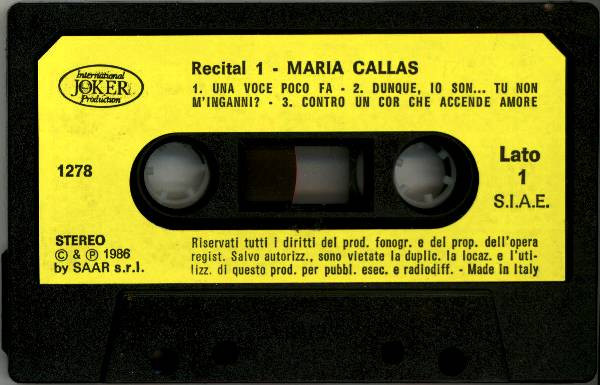 International
JOKER
Production
Recital 1 - MARIA CALLAS
1. UNA VOCE POCO FA - 2. DUNQUE, IO SON... TU NON
M'INGANNI? - 3. CONTRO UN COR CHE ACCENDE AMORE
1278
Lato
1
S.I.A.E.
STEREO
© & ℗ 1986
by SAAR s.r.l.
Riservati tutti i diritti del prod. fonogr. e del prop. dell'opera
regist. Salvo autorizz., sono vietate la duplic. la locaz. e l'uti-
lizz. di questo prod. per pubbl. esec. e radiodiff. - Made in Italy